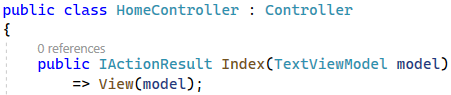 public class HomeController : Controller
{
0 references
public IActionResult Index(TextViewModel model)
=> View(model);